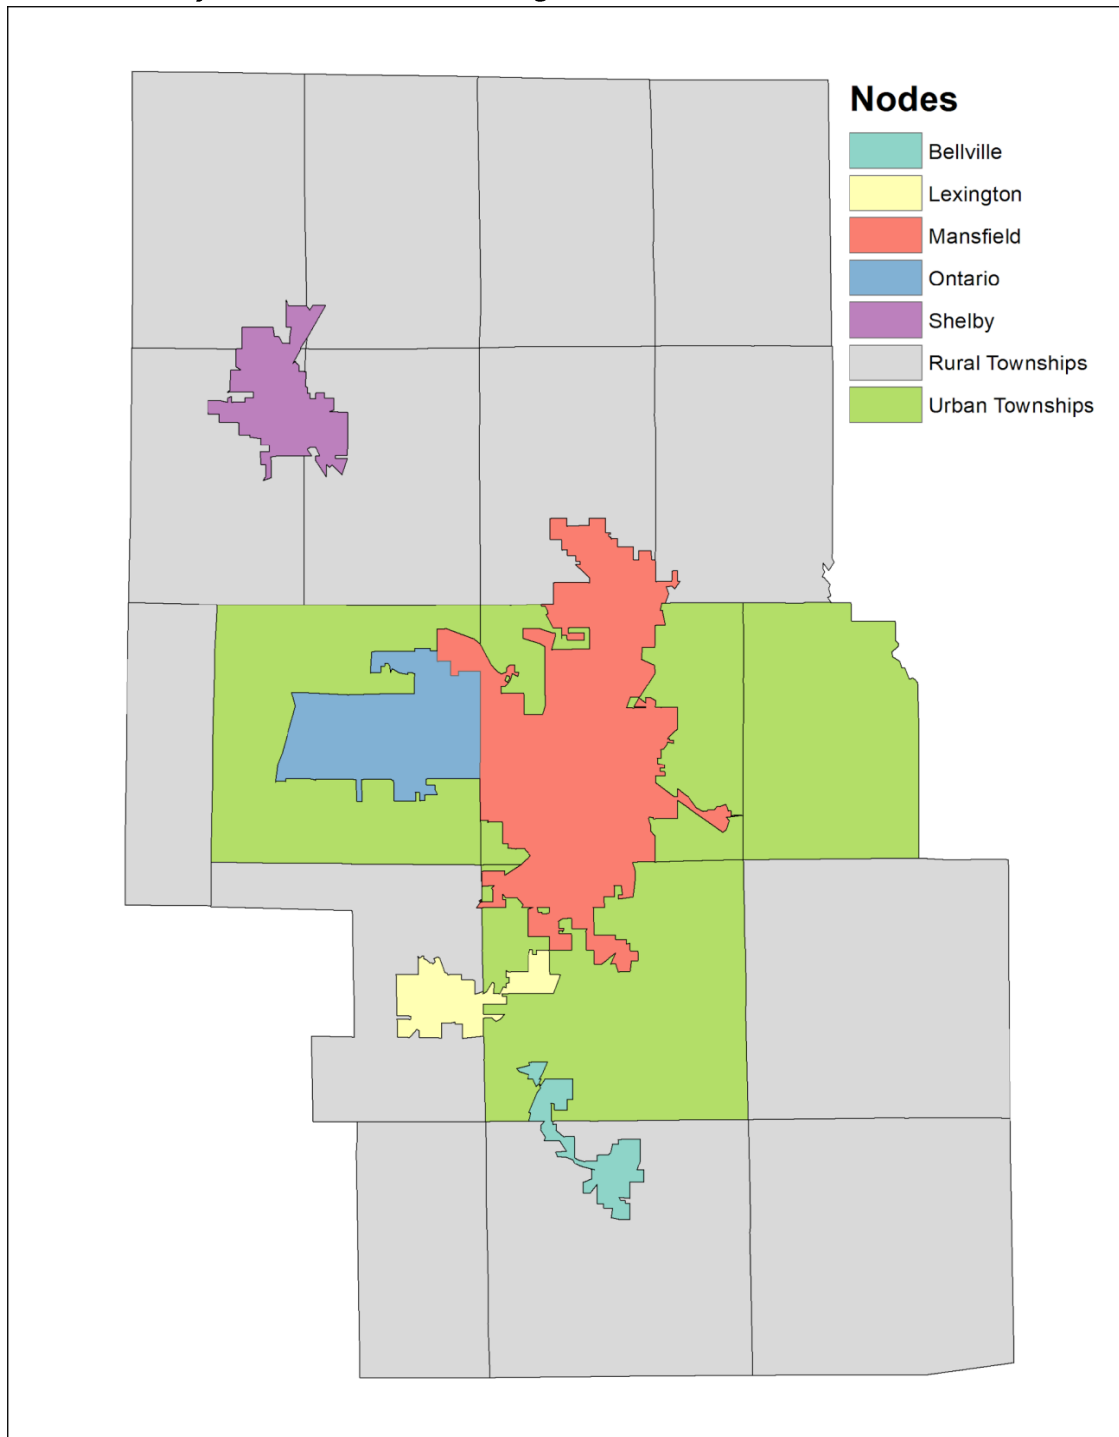 Nodes
Bellville
Lexington
Mansfield
Ontario
Shelby
Rural Townships
Urban Townships